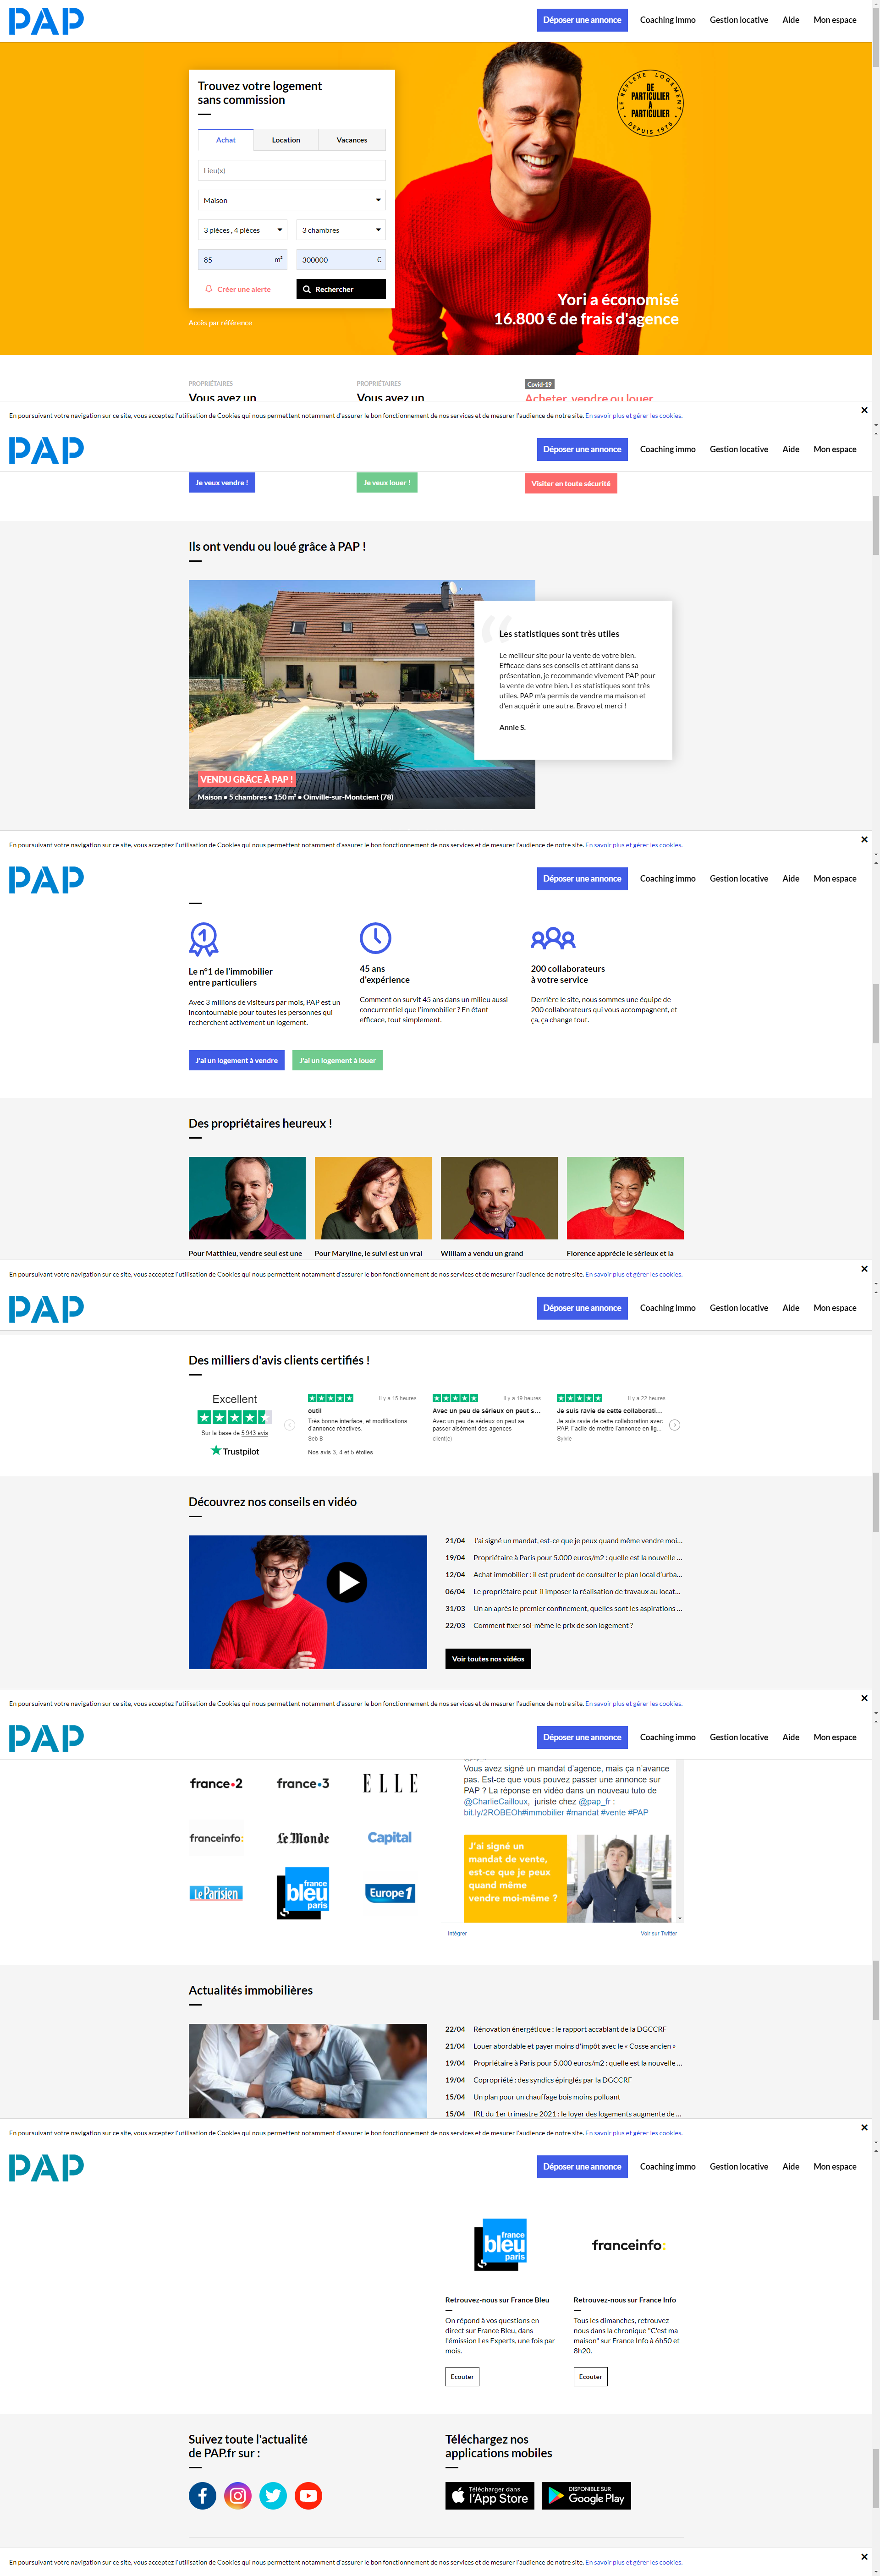 PAP
Déposer une annonce
Coaching immo
Gestion locative
Aide
Mon espace
Trouvez votre logement
sans commission
Achat
Location
Vacances
Lieu(x)
Maison
3 pièces , 4 pièces
3 chambres
85
m²
300000
€
Créer une alerte
Rechercher
Accès par référence
LE REFLEXE LOGEMENT
DE
PARTICULIER
À
PARTICULIER
DEPUIS 1975
Yori a économisé
16.800 € de frais d'agence
PROPRIÉTAIRES
Vous avez un
PROPRIÉTAIRES
Vous avez un
Covid-19
Acheter, vendre ou louer
En poursuivant votre navigation sur ce site, vous acceptez l'utilisation de Cookies qui nous permettent notamment d'assurer le bon fonctionnement de nos services et de mesurer l'audience de notre site. En savoir plus et gérer les cookies.
PAP
Déposer une annonce
Coaching immo
Gestion locative
Aide
Mon espace
Je veux vendre !
Je veux louer !
Visiter en toute sécurité
Ils ont vendu ou loué grâce à PAP !
Les statistiques sont très utiles
Le meilleur site pour la vente de votre bien.
Efficace dans ses conseils et attirant dans sa
présentation, je recommande vivement PAP pour
la vente de votre bien. Les statistiques sont très
utiles. PAP m'a permis de vendre ma maison et
d'en acquérir une autre. Bravo et merci !
Annie S.
VENDU GRÂCE À PAP !
Maison • 5 chambres • 150 m² • Oinville-sur-Montcient (78)
En poursuivant votre navigation sur ce site, vous acceptez l'utilisation de Cookies qui nous permettent notamment d'assurer le bon fonctionnement de nos services et de mesurer l'audience de notre site. En savoir plus et gérer les cookies.
PAP
Déposer une annonce
Coaching immo
Gestion locative
Aide
Mon espace
1
Le n°1 de l'immobilier
entre particuliers
Avec 3 millions de visiteurs par mois, PAP est un
incontournable pour toutes les personnes qui
recherchent activement un logement.
45 ans
d'expérience
Comment on survit 45 ans dans un milieu aussi
concurrentiel que l'immobilier ? En étant
efficace, tout simplement.
200 collaborateurs
à votre service
Derrière le site, nous sommes une équipe de
200 collaborateurs qui vous accompagnent, et
ça, ça change tout.
J'ai un logement à vendre
J'ai un logement à louer
Des propriétaires heureux !
Pour Matthieu, vendre seul est une
Pour Maryline, le suivi est un vrai
William a vendu un grand
Florence apprécie le sérieux et la
En poursuivant votre navigation sur ce site, vous acceptez l'utilisation de Cookies qui nous permettent notamment d'assurer le bon fonctionnement de nos services et de mesurer l'audience de notre site. En savoir plus et gérer les cookies.
PAP
Déposer une annonce
Coaching immo
Gestion locative
Aide
Mon espace
Des milliers d'avis clients certifiés !
Excellent
Sur la base de 5 943 avis
Trustpilot
Il y a 15 heures
outil
Très bonne interface, et modifications
d'annonce réactives.
Seb B
Il y a 19 heures
Avec un peu de sérieux on peut s...
Avec un peu de sérieux on peut se
passer aisément des agences
client(e)
Il y a 22 heures
Je suis ravie de cette collaborati...
Je suis ravie de cette collaboration avec
PAP. Facile de mettre l'annonce en lig...
Sylvie
Nos avis 3, 4 et 5 étoiles
Découvrez nos conseils en vidéo
21/04 J'ai signé un mandat, est-ce que je peux quand même vendre moi...
19/04 Propriétaire à Paris pour 5.000 euros/m2 : quelle est la nouvelle ...
12/04 Achat immobilier : il est prudent de consulter le plan local d'urba...
06/04 Le propriétaire peut-il imposer la réalisation de travaux au locat...
31/03 Un an après le premier confinement, quelles sont les aspirations ...
22/03 Comment fixer soi-même le prix de son logement ?
Voir toutes nos vidéos
En poursuivant votre navigation sur ce site, vous acceptez l'utilisation de Cookies qui nous permettent notamment d'assurer le bon fonctionnement de nos services et de mesurer l'audience de notre site. En savoir plus et gérer les cookies.
PAP
Déposer une annonce
Coaching immo
Gestion locative
Aide
Mon espace
france•2
france•3
ELLE
franceinfo:
Le Monde
Capital
Le Parisien
france
bleu
paris
Europe 1
Vous avez signé un mandat d'agence, mais ça n'avance
pas. Est-ce que vous pouvez passer une annonce sur
PAP ? La réponse en vidéo dans un nouveau tuto de
@CharlieCailloux, juriste chez @pap_fr :
bit.ly/2ROBEOh#immobilier #mandat #vente #PAP
J'ai signé un
mandat de vente,
est-ce que je peux
quand même
vendre moi-même ?
Intégrer
Voir sur Twitter
Actualités immobilières
22/04 Rénovation énergétique : le rapport accablant de la DGCCRF
21/04 Louer abordable et payer moins d'impôt avec le « Cosse ancien »
19/04 Propriétaire à Paris pour 5.000 euros/m2 : quelle est la nouvelle ...
19/04 Copropriété : des syndics épinglés par la DGCCRF
15/04 Un plan pour un chauffage bois moins polluant
15/04 IRL du 1er trimestre 2021 : le loyer des logements augmente de ...
En poursuivant votre navigation sur ce site, vous acceptez l'utilisation de Cookies qui nous permettent notamment d'assurer le bon fonctionnement de nos services et de mesurer l'audience de notre site. En savoir plus et gérer les cookies.
PAP
Déposer une annonce
Coaching immo
Gestion locative
Aide
Mon espace
france
bleu
paris
franceinfo:
Retrouvez-nous sur France Bleu
On répond à vos questions en
direct sur France Bleu, dans
l'émission Les Experts, une fois par
mois.
Ecouter
Retrouvez-nous sur France Info
Tous les dimanches, retrouvez
nous dans la chronique "C'est ma
maison" sur France Info à 6h50 et
8h20.
Ecouter
Suivez toute l'actualité
de PAP.fr sur :
Téléchargez nos
applications mobiles
Télécharger dans
l'App Store
DISPONIBLE SUR
Google Play
En poursuivant votre navigation sur ce site, vous acceptez l'utilisation de Cookies qui nous permettent notamment d'assurer le bon fonctionnement de nos services et de mesurer l'audience de notre site. En savoir plus et gérer les cookies.